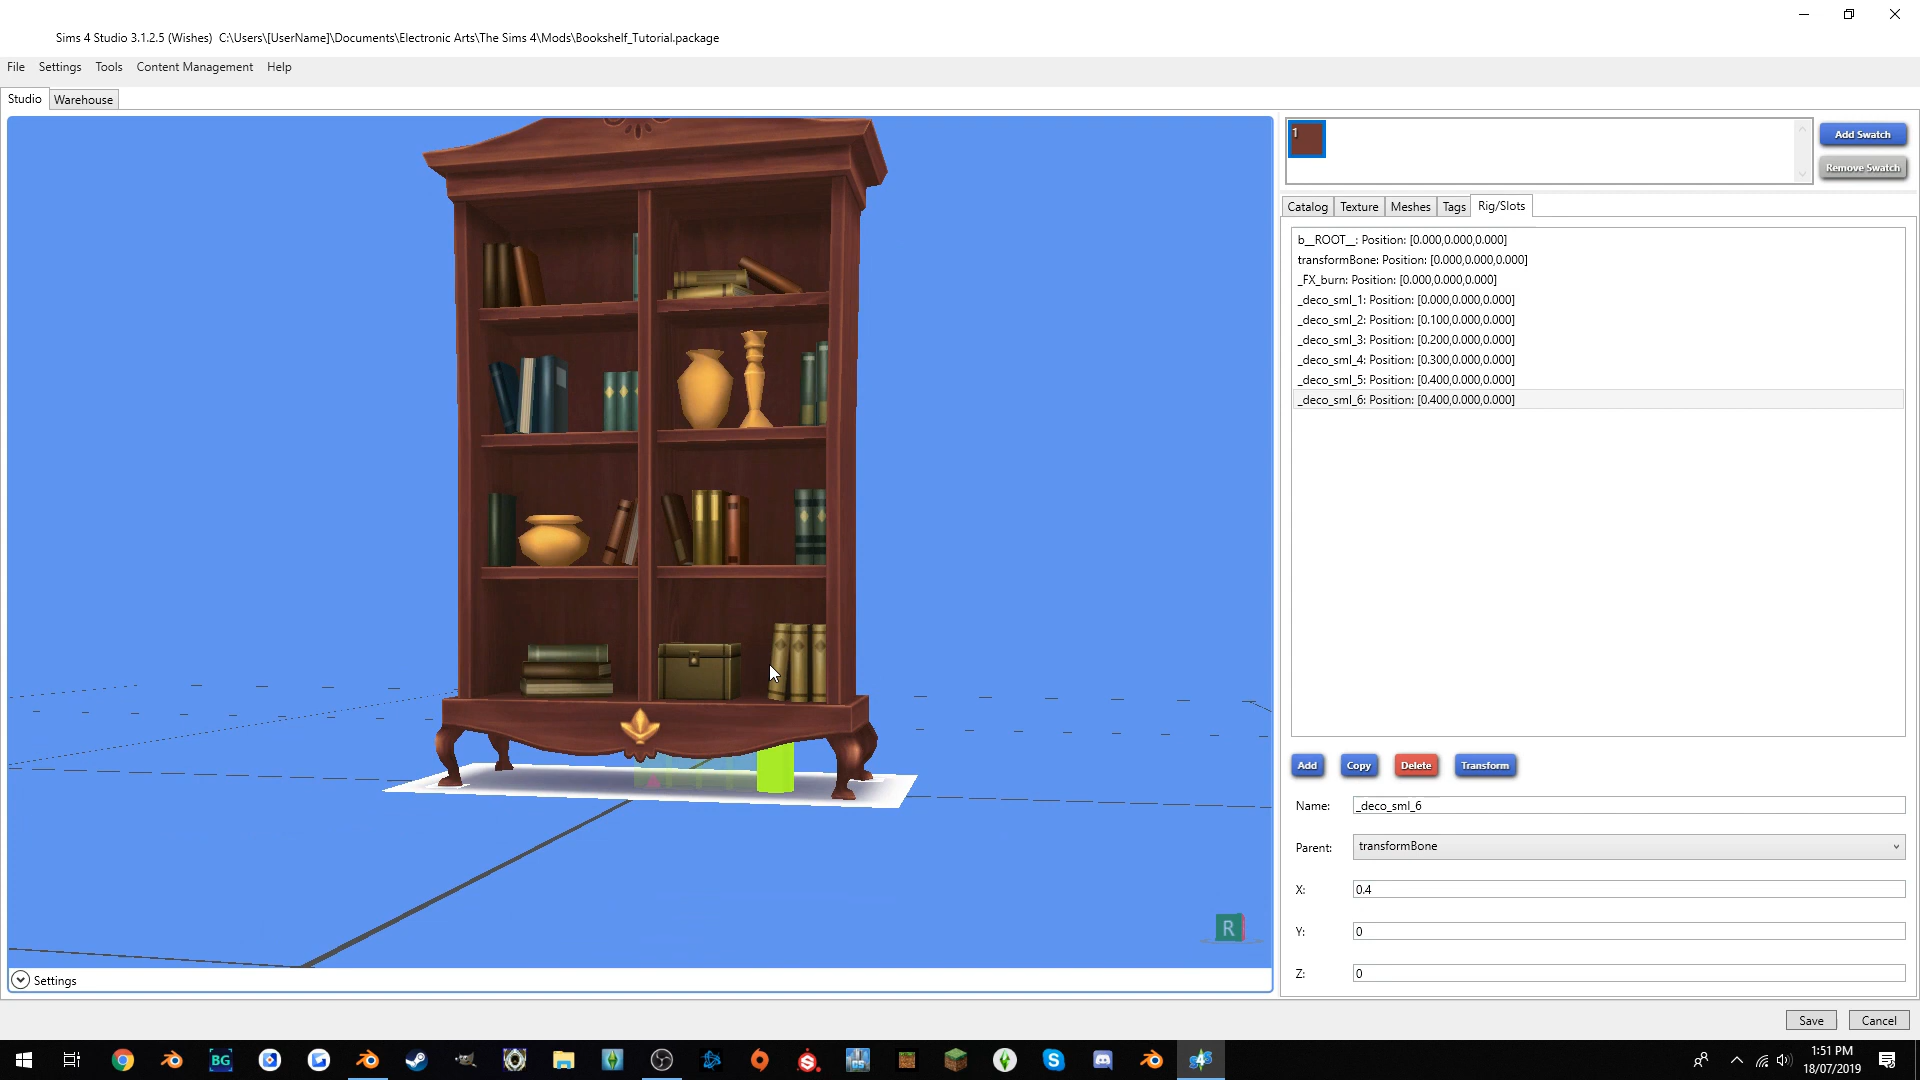 Sims 4 Studio 3.1.2.5 (Wishes)  C:\Users\[UserName]\Documents\Electronic Arts\The Sims 4\Mods\Bookshelf_Tutorial.package
File Settings Tools Content Management Help
Studio Warehouse
1
Add Swatch
Remove Swatch
Catalog Texture Meshes Tags Rig/Slots
b__ROOT__: Position: [0.000,0.000,0.000]
transformBone: Position: [0.000,0.000,0.000]
_FX_burn: Position: [0.000,0.000,0.000]
_deco_sml_1: Position: [0.000,0.000,0.000]
_deco_sml_2: Position: [0.100,0.000,0.000]
_deco_sml_3: Position: [0.200,0.000,0.000]
_deco_sml_4: Position: [0.300,0.000,0.000]
_deco_sml_5: Position: [0.400,0.000,0.000]
_deco_sml_6: Position: [0.400,0.000,0.000]
Add Copy Delete Transform
Name: _deco_sml_6
Parent: transformBone
X: 0.4
Y: 0
Z: 0
R
Settings
Save Cancel
BG
GS
S
4
1:51 PM
18/07/2019